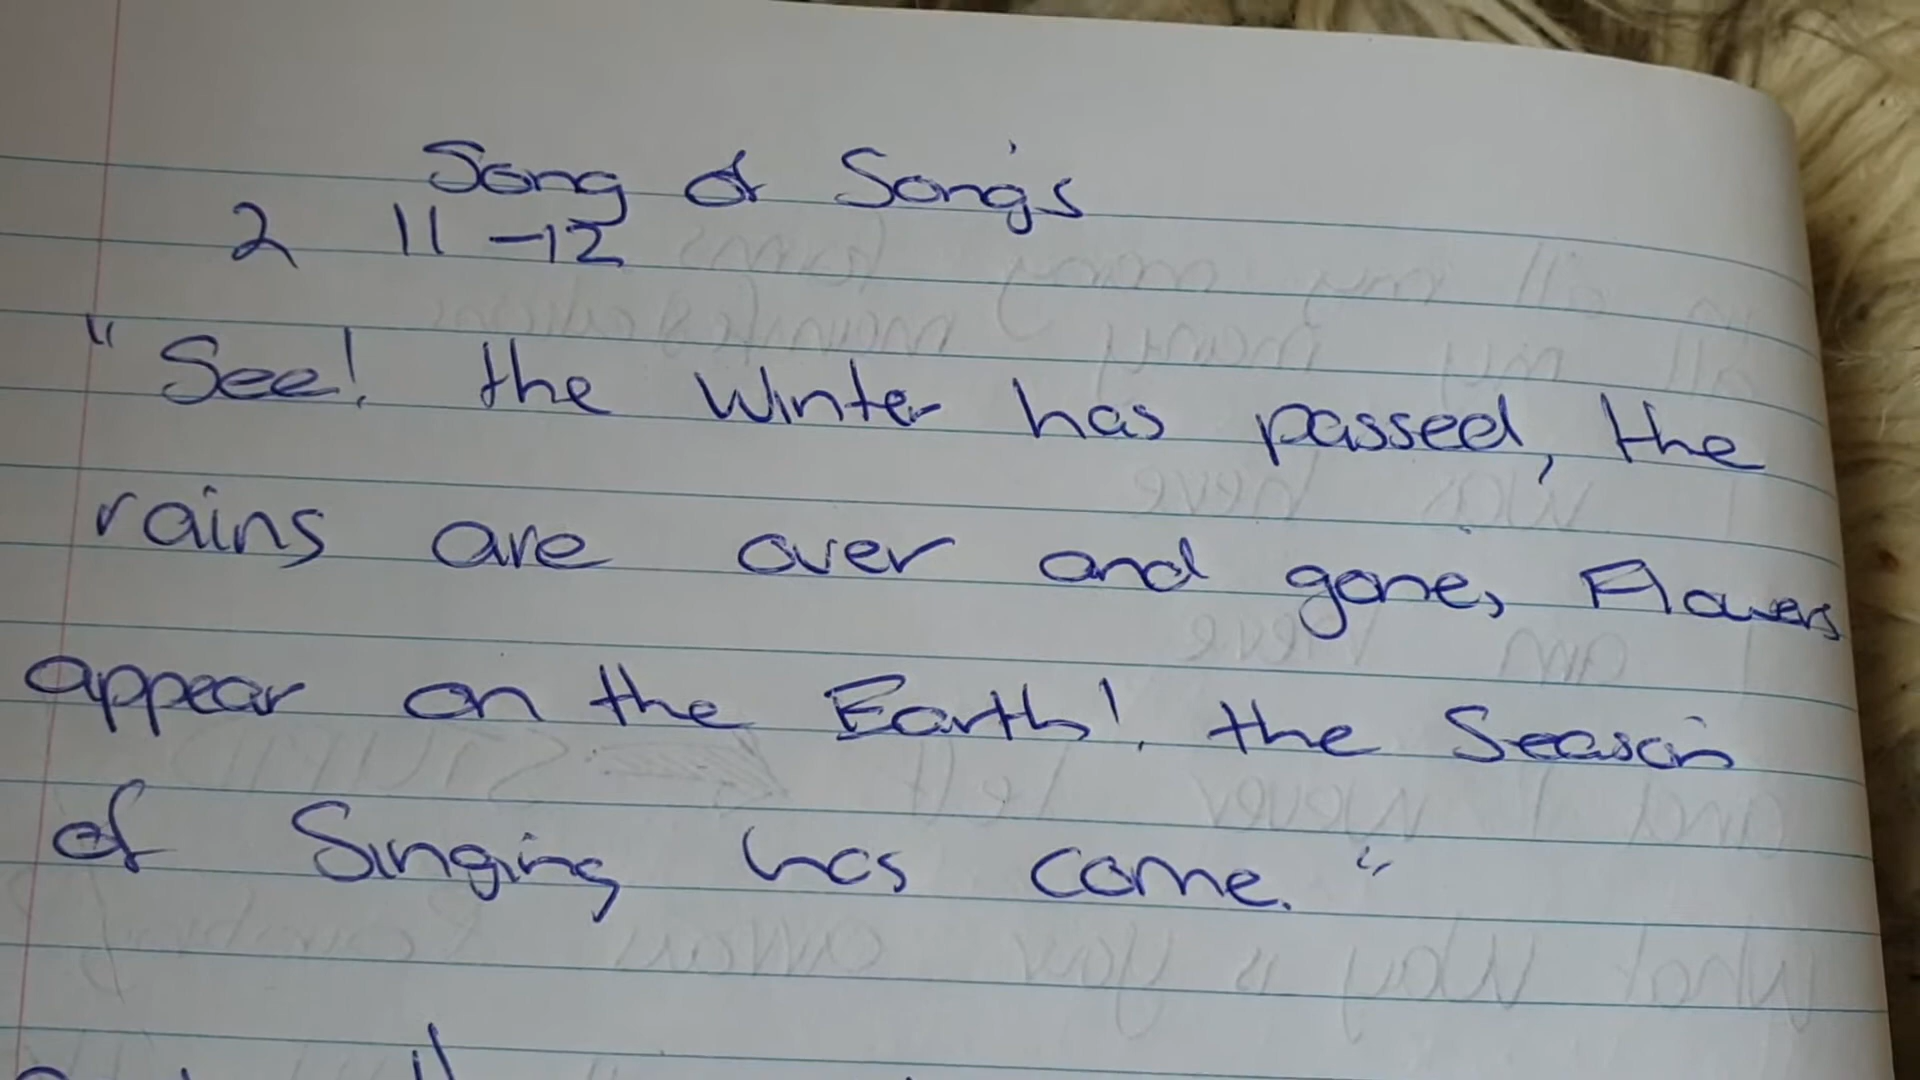 Song of Song's
2 11-12
"See! the Winter has passed, the
rains are over and gone, Flowers
appear on the Earth! the Season
of Singing has come."